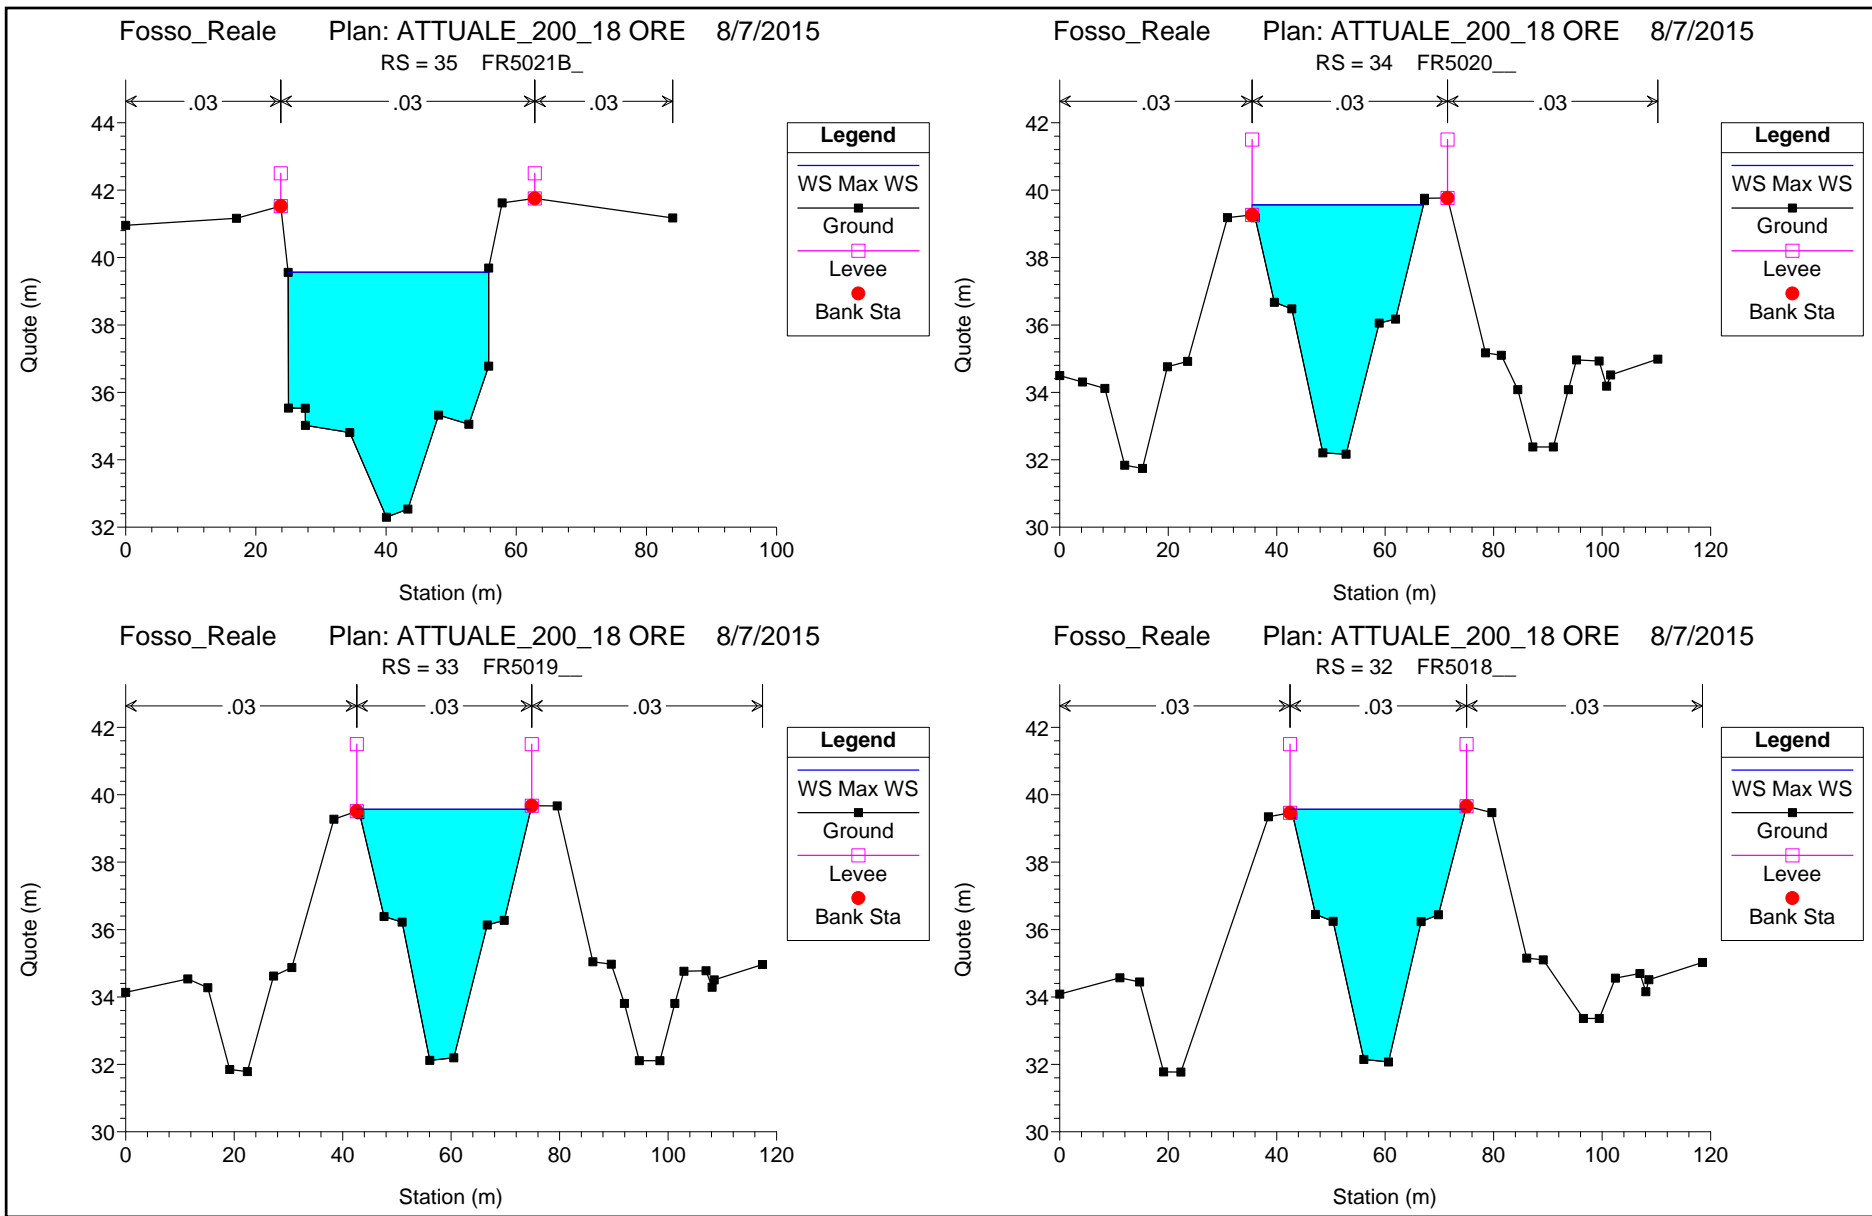 Fosso_Reale Plan: ATTUALE_200_18 ORE 8/7/2015
RS = 35 FR5021B_
.03 .03 .03
44
42
40
38
36
34
32
Quote (m)
0 20 40 60 80 100
Station (m)
Legend
WS Max WS
Ground
Levee
Bank Sta
Fosso_Reale Plan: ATTUALE_200_18 ORE 8/7/2015
RS = 34 FR5020__
.03 .03 .03
42
40
38
36
34
32
30
Quote (m)
0 20 40 60 80 100 120
Station (m)
Legend
WS Max WS
Ground
Levee
Bank Sta
Fosso_Reale Plan: ATTUALE_200_18 ORE 8/7/2015
RS = 33 FR5019__
.03 .03 .03
42
40
38
36
34
32
30
Quote (m)
0 20 40 60 80 100 120
Station (m)
Legend
WS Max WS
Ground
Levee
Bank Sta
Fosso_Reale Plan: ATTUALE_200_18 ORE 8/7/2015
RS = 32 FR5018__
.03 .03 .03
42
40
38
36
34
32
30
Quote (m)
0 20 40 60 80 100 120
Station (m)
Legend
WS Max WS
Ground
Levee
Bank Sta